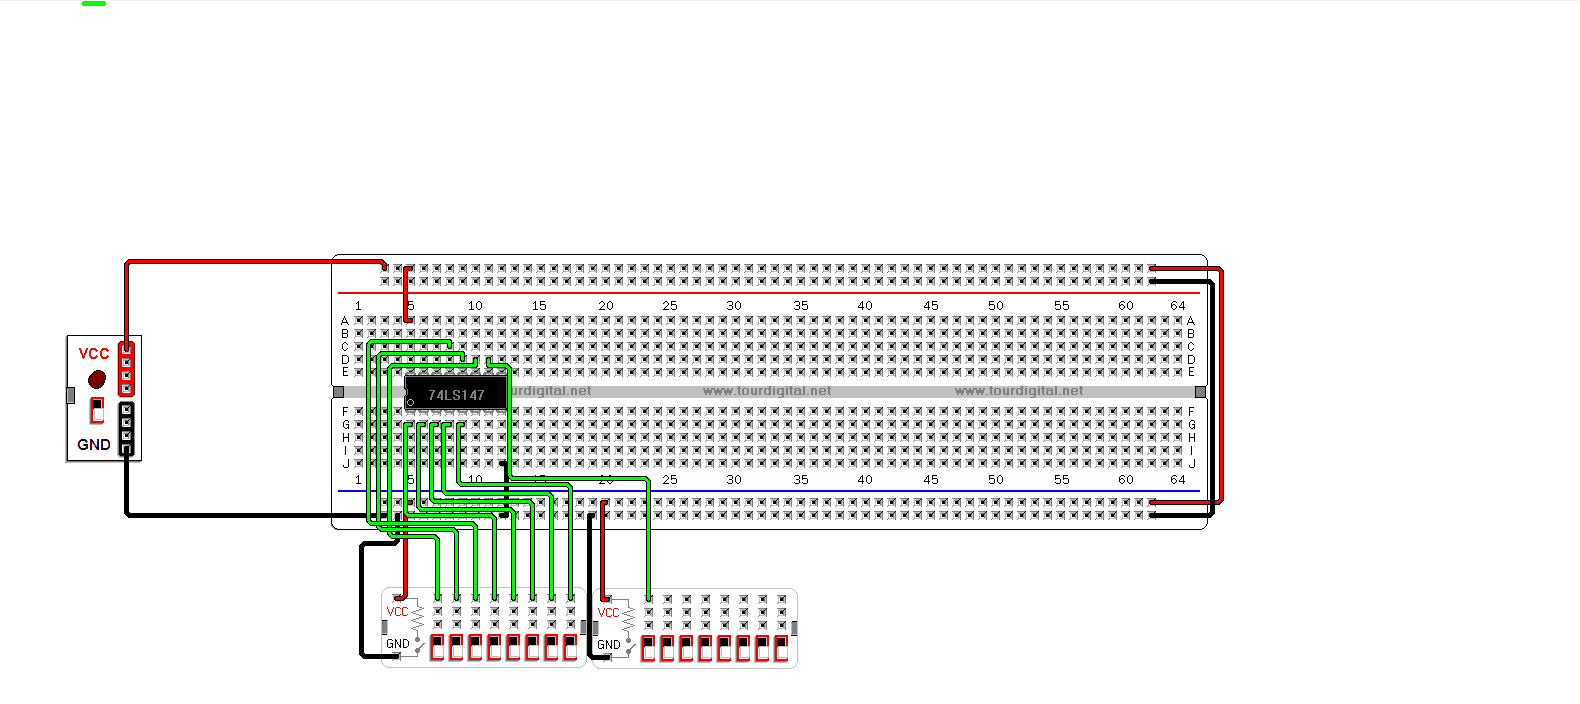 1 5 10 15 20 25 30 35 40 45 50 55 60 64
A A
B B
VCC
C C
D D
E E
74LS147
urdigital.net www.tourdigital.net www.tourdigital.net
F F
G G
GND
H H
I I
J J
1 5 20 25 30 35 40 45 50 55 60 64
VCC VCC
GND GND